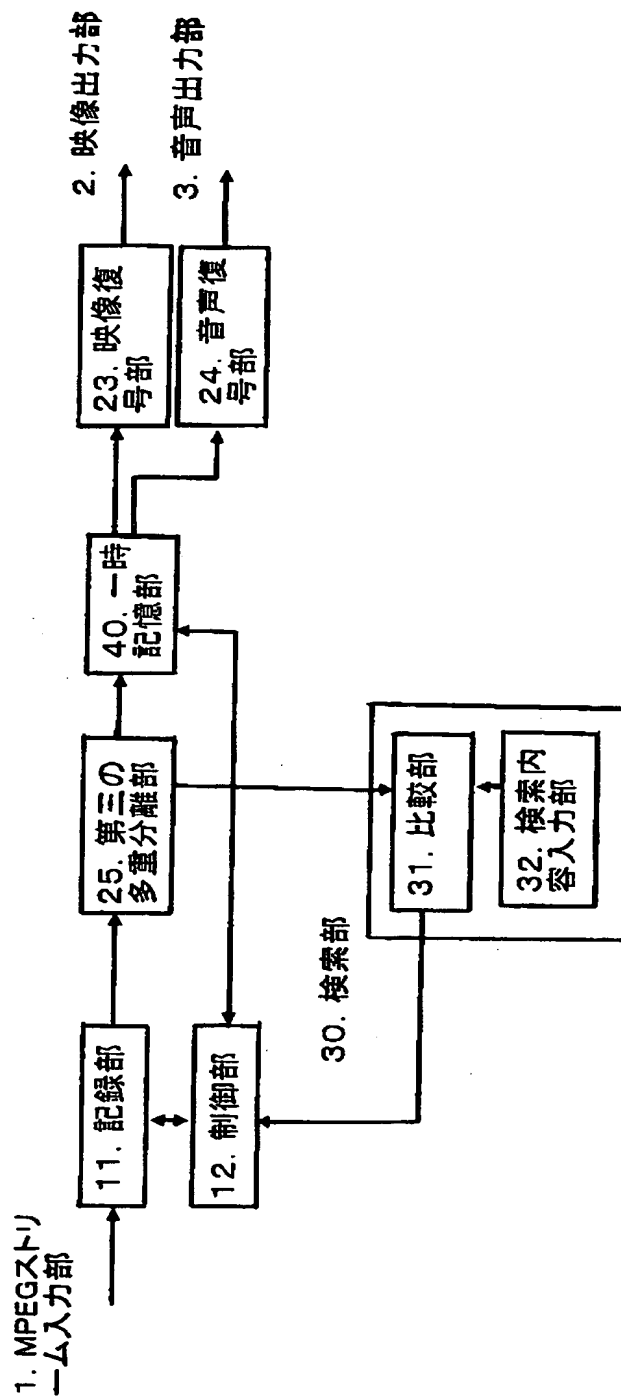 1. MPEGストリ
ーム入力部
11. 記録部
12. 制御部
25. 第三の
多重分離部
40. 一時
記憶部
23. 映像復
号部
24. 音声復
号部
2. 映像出力部
3. 音声出力部
30. 検索部
31. 比較部
32. 検索内
容入力部